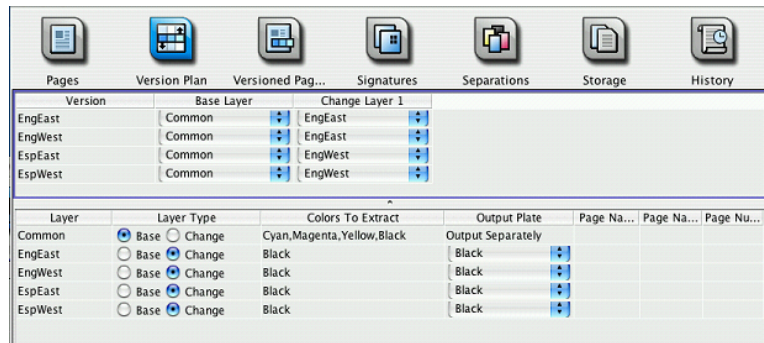 Pages Version Plan Versioned Pag... Signatures Separations Storage History
Version Base Layer Change Layer 1
EngEast Common EngEast
EngWest Common EngEast
EspEast Common EngWest
EspWest Common EngWest
Layer Layer Type Colors To Extract Output Plate Page Na... Page Na... Page Nu...
Common Base Change Cyan,Magenta,Yellow,Black Output Separately
EngEast Base Change Black Black
EngWest Base Change Black Black
EspEast Base Change Black Black
EspWest Base Change Black Black